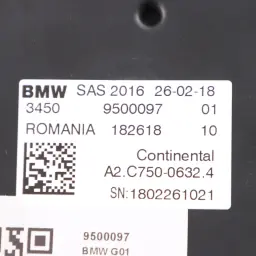 BMW SAS 2016 26-02-18
3450 9500097 01
ROMANIA 182618 10
Continental
A2.C750-0632.4
SN:1802261021
9500097
BMW G01